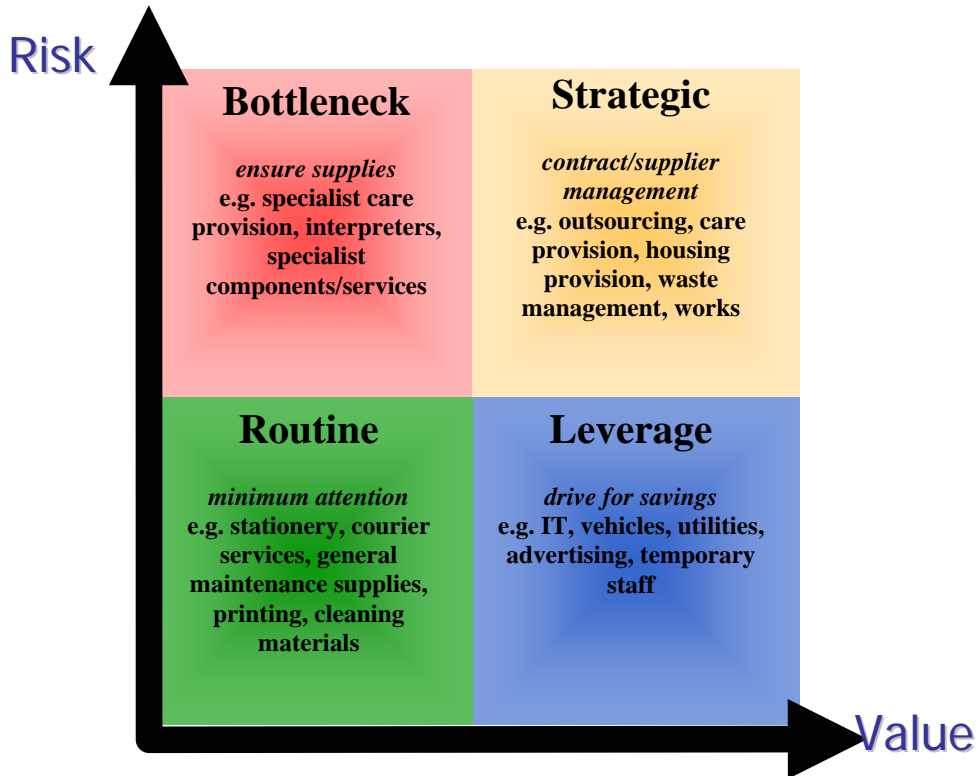 Risk
Bottleneck
ensure supplies
e.g. specialist care
provision, interpreters,
specialist
components/services
Strategic
contract/supplier
management
e.g. outsourcing, care
provision, housing
provision, waste
management, works
Routine
minimum attention
e.g. stationery, courier
services, general
maintenance supplies,
printing, cleaning
materials
Leverage
drive for savings
e.g. IT, vehicles, utilities,
advertising, temporary
staff
Value